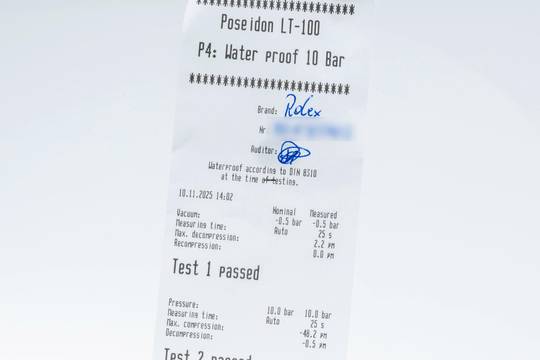 ********************************
Poseidon LT-100
P4: Water proof 10 Bar
********************************
Brand: Rolex
Nr.
Auditor:
Waterproof according to DIN 8310
at the time of testing.
10.11.2025 14:02
Nominal Measured
Vacuum: -0.5 bar -0.5 bar
Measuring time: Auto 25 s
Max. decompression: 2.2 µm
Recompression: 0.0 µm
Test 1 passed
Pressure: 10.0 bar 10.0 bar
Measuring time: Auto 25 s
Max. compression: -48.2 µm
Decompression: -0.5 µm
Test 2 passed